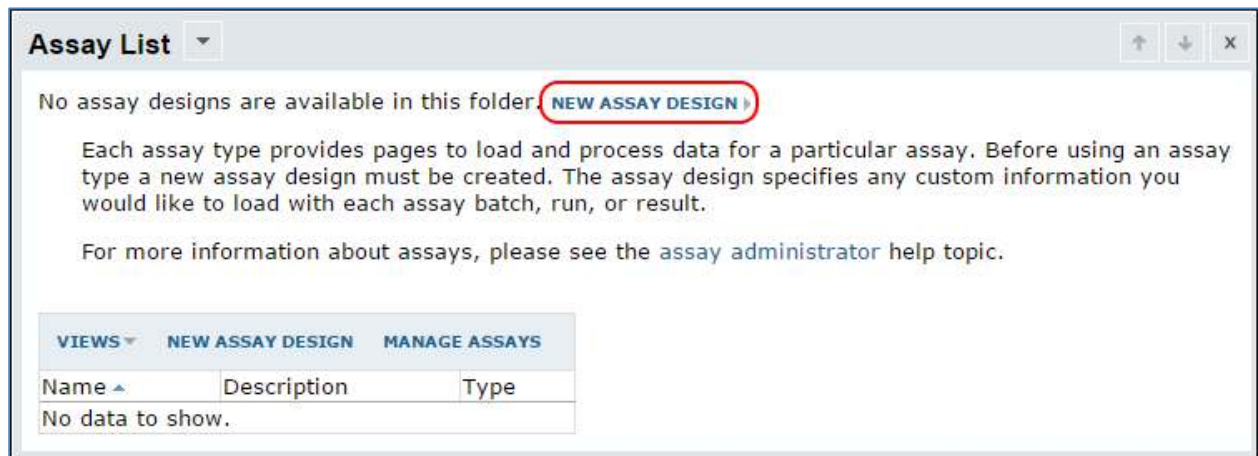 Assay List
x
No assay designs are available in this folder. NEW ASSAY DESIGN
Each assay type provides pages to load and process data for a particular assay. Before using an assay
type a new assay design must be created. The assay design specifies any custom information you
would like to load with each assay batch, run, or result.
For more information about assays, please see the assay administrator help topic.
VIEWS NEW ASSAY DESIGN MANAGE ASSAYS
Name Description Type
No data to show.